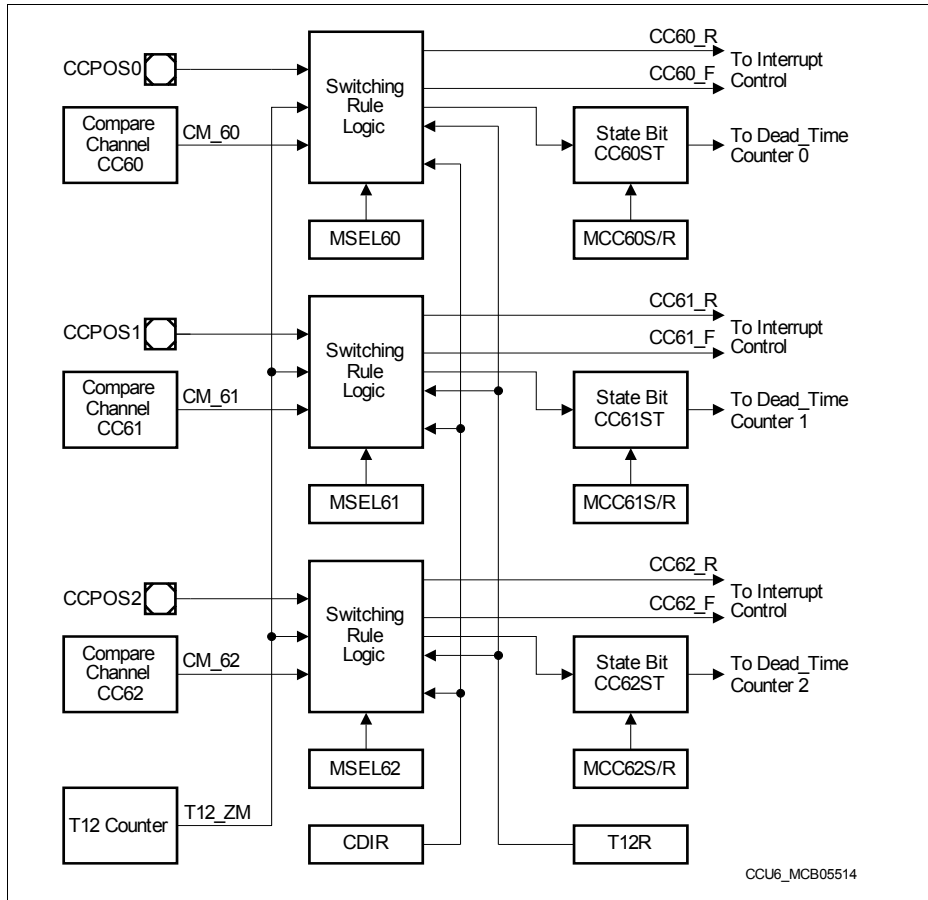 CCPOS0
Compare
Channel
CC60
CM_60
Switching
Rule
Logic
MSEL60
CC60_R
CC60_F
To Interrupt
Control
State Bit
CC60ST
To Dead_Time
Counter 0
MCC60S/R
CCPOS1
Compare
Channel
CC61
CM_61
Switching
Rule
Logic
MSEL61
CC61_R
CC61_F
To Interrupt
Control
State Bit
CC61ST
To Dead_Time
Counter 1
MCC61S/R
CCPOS2
Compare
Channel
CC62
CM_62
Switching
Rule
Logic
MSEL62
CC62_R
CC62_F
To Interrupt
Control
State Bit
CC62ST
To Dead_Time
Counter 2
MCC62S/R
T12 Counter
T12_ZM
CDIR
T12R
CCU6_MCB05514